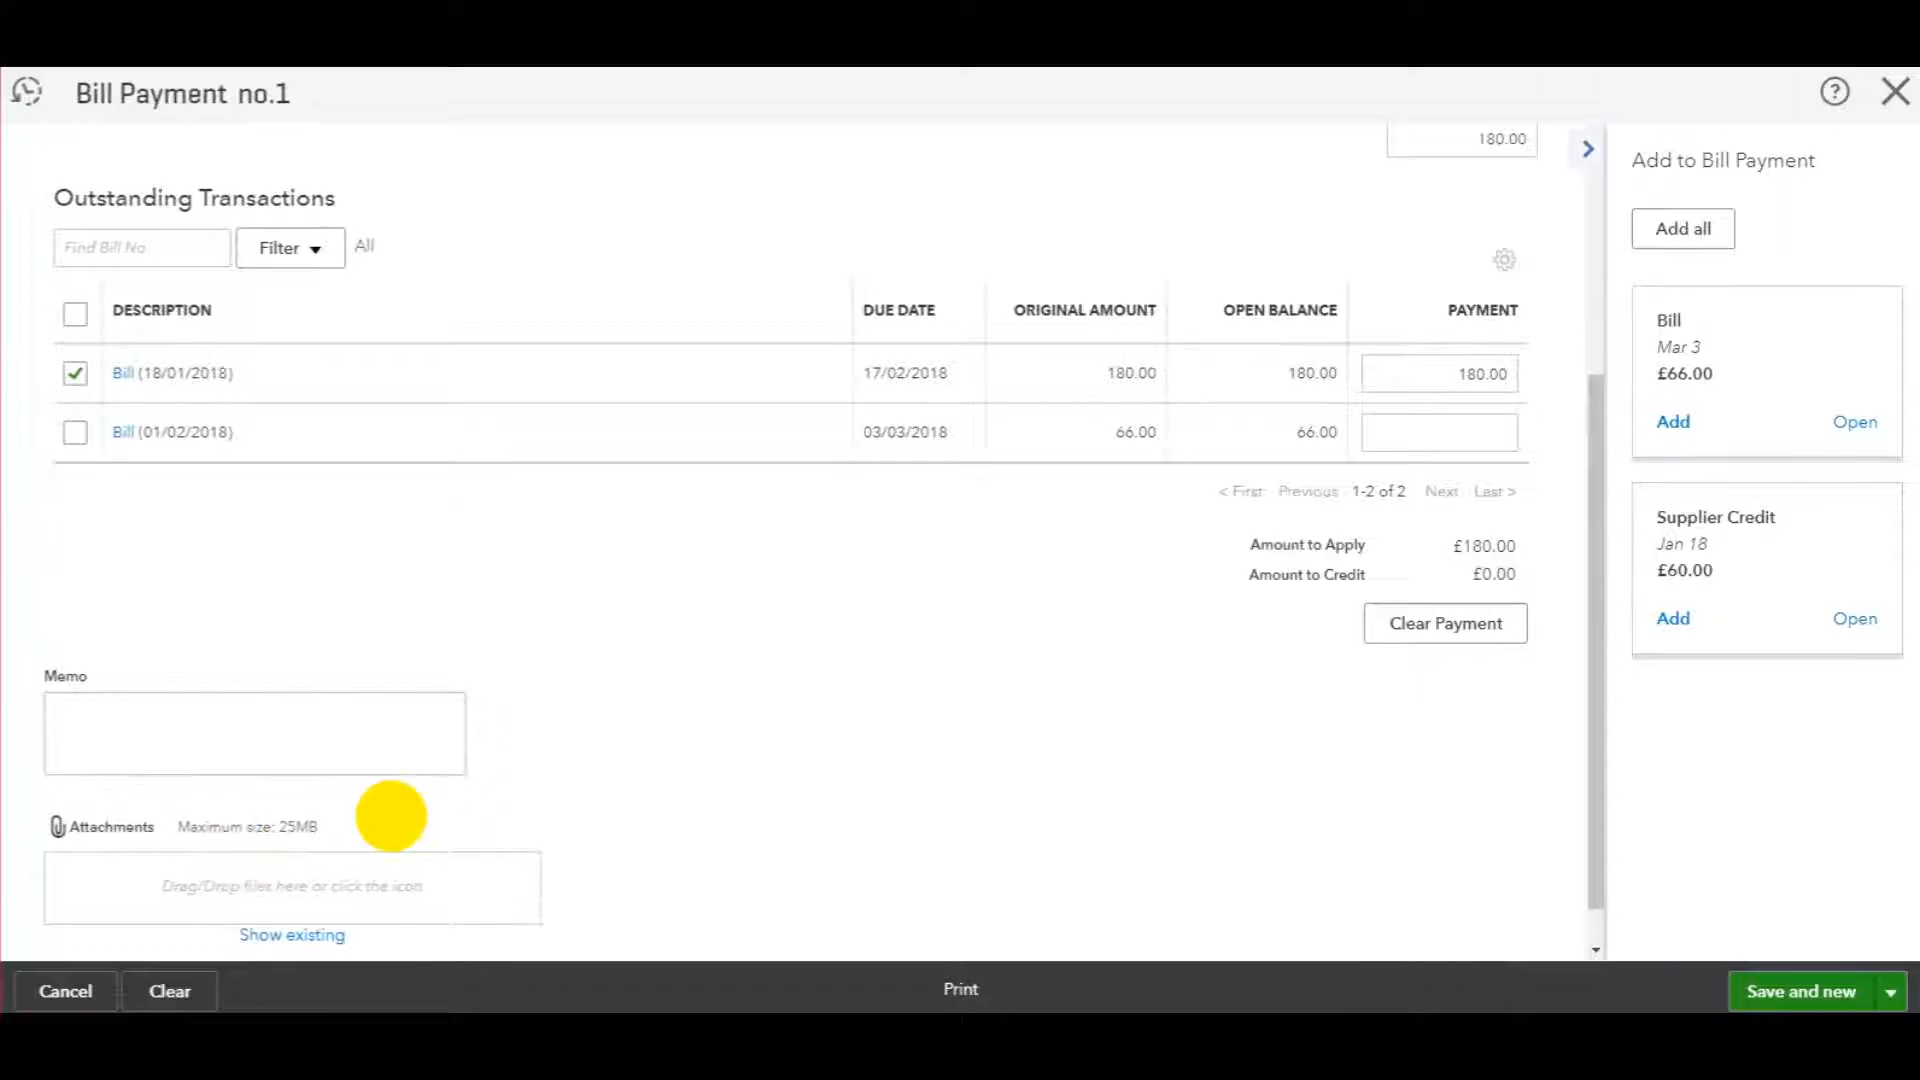 Bill Payment no.1
180.00
Add to Bill Payment
Outstanding Transactions
Add all
Find Bill No
Filter
All
DESCRIPTION DUE DATE ORIGINAL AMOUNT OPEN BALANCE PAYMENT
Bill (18/01/2018) 17/02/2018 180.00 180.00 180.00
Bill (01/02/2018) 03/03/2018 66.00 66.00
< First Previous 1-2 of 2 Next Last >
Amount to Apply £180.00
Amount to Credit £0.00
Clear Payment
Memo
Attachments Maximum size: 25MB
Drag/Drop files here or click the icon
Show existing
Bill
Mar 3
£66.00
Add Open
Supplier Credit
Jan 18
£60.00
Add Open
Cancel Clear Print Save and new